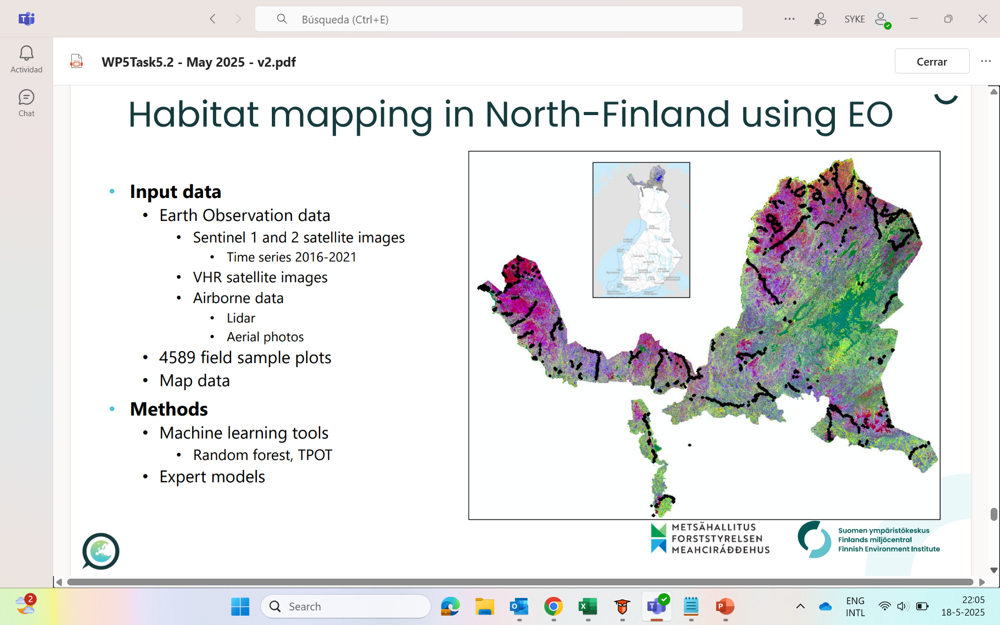 Búsqueda (Ctrl+E)
SYKE
Actividad
Chat
WP5Task5.2 - May 2025 - v2.pdf
Cerrar
Habitat mapping in North-Finland using EO
• Input data
• Earth Observation data
• Sentinel 1 and 2 satellite images
• Time series 2016-2021
• VHR satellite images
• Airborne data
• Lidar
• Aerial photos
• 4589 field sample plots
• Map data
• Methods
• Machine learning tools
• Random forest, TPOT
• Expert models
METSÄHALLITUS
FORSTSTYRELSEN
MEAHCIRÁĐĐEHUS
Suomen ympäristökeskus
Finlands miljöcentral
Finnish Environment Institute
2
Search
ENG
INTL
22:05
18-5-2025